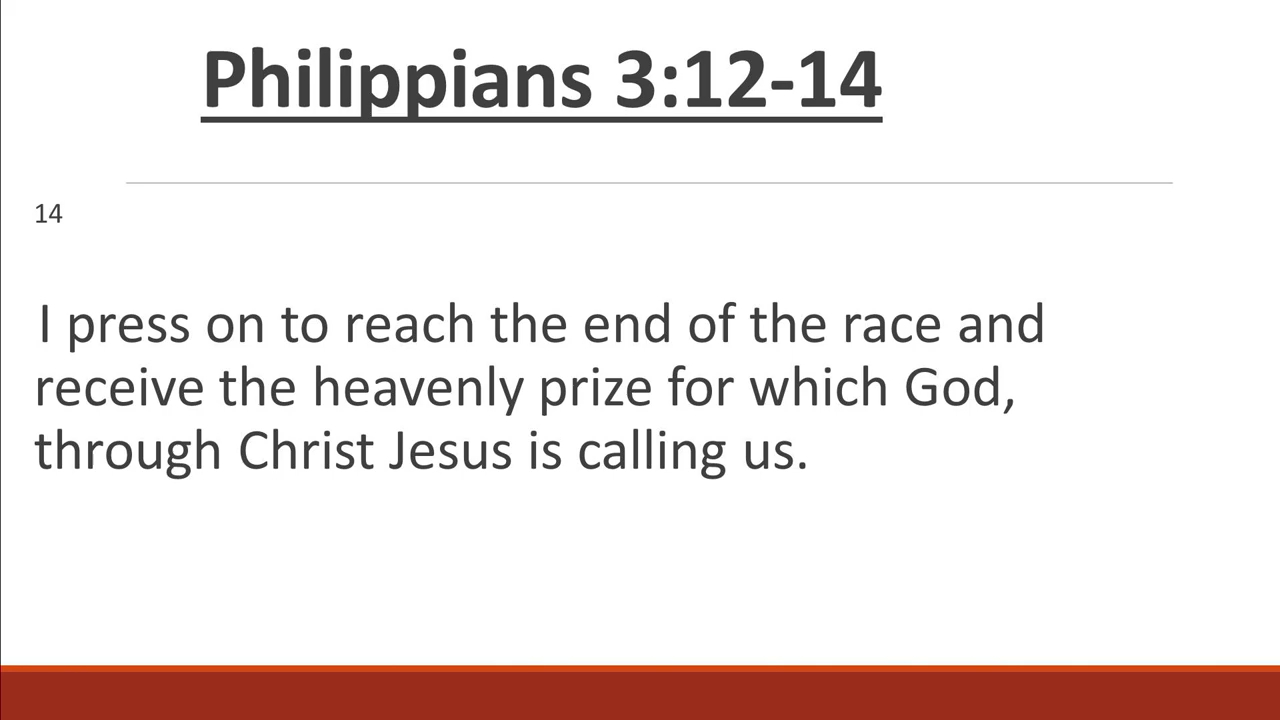 Philippians 3:12-14
14
I press on to reach the end of the race and
receive the heavenly prize for which God,
through Christ Jesus is calling us.